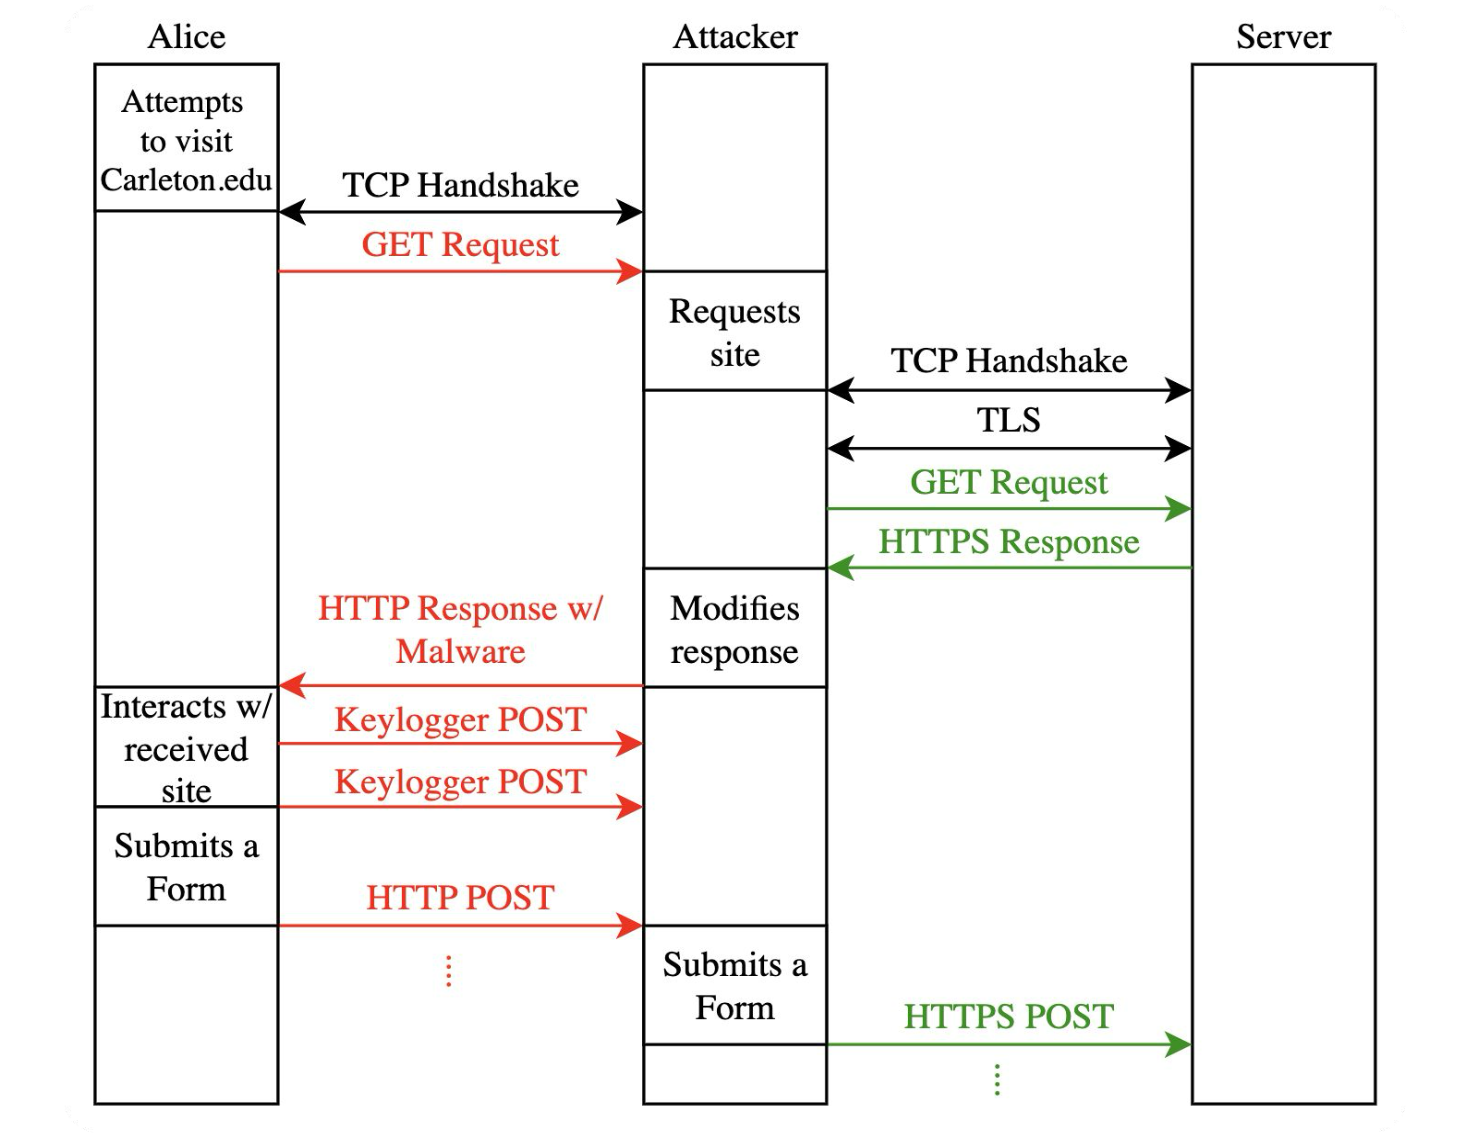 Alice
Attacker
Server
Attempts
to visit
Carleton.edu
TCP Handshake
GET Request
Requests
site
TCP Handshake
TLS
GET Request
HTTPS Response
HTTP Response w/
Malware
Modifies
response
Interacts w/
received
site
Keylogger POST
Keylogger POST
Submits a
Form
HTTP POST
Submits a
Form
HTTPS POST